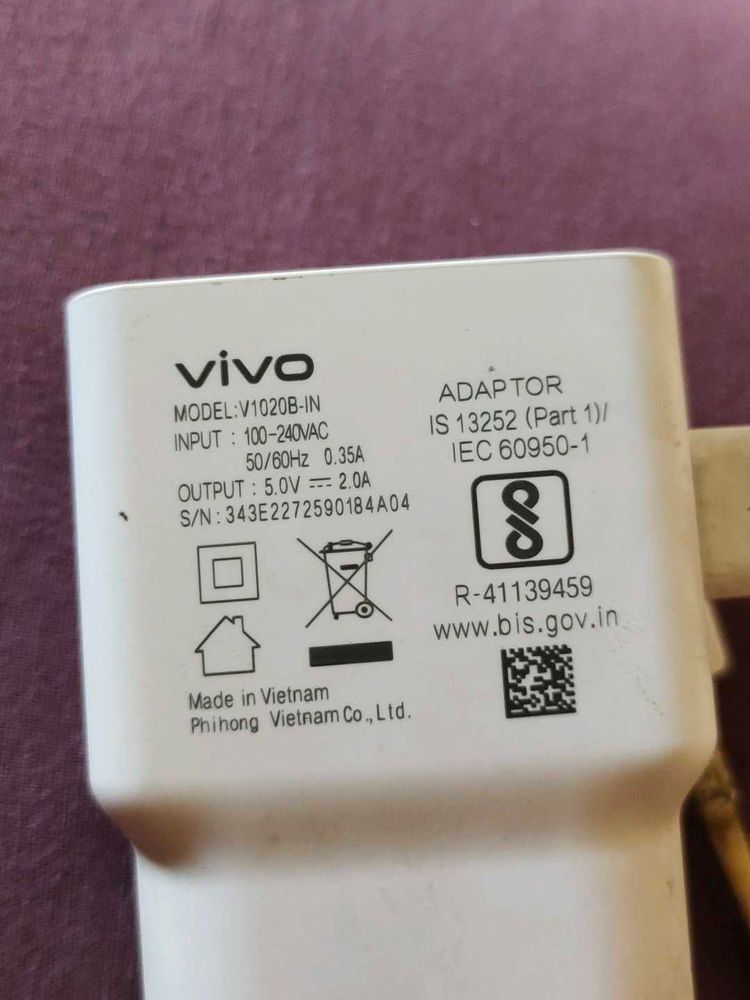 vivo
MODEL:V1020B-IN
INPUT : 100-240VAC
50/60Hz 0.35A
OUTPUT : 5.0V ⎓ 2.0A
S/N : 343E2272590184A04
Made in Vietnam
Phihong Vietnam Co., Ltd.
ADAPTOR
IS 13252 (Part 1)/
IEC 60950-1
R-41139459
www.bis.gov.in